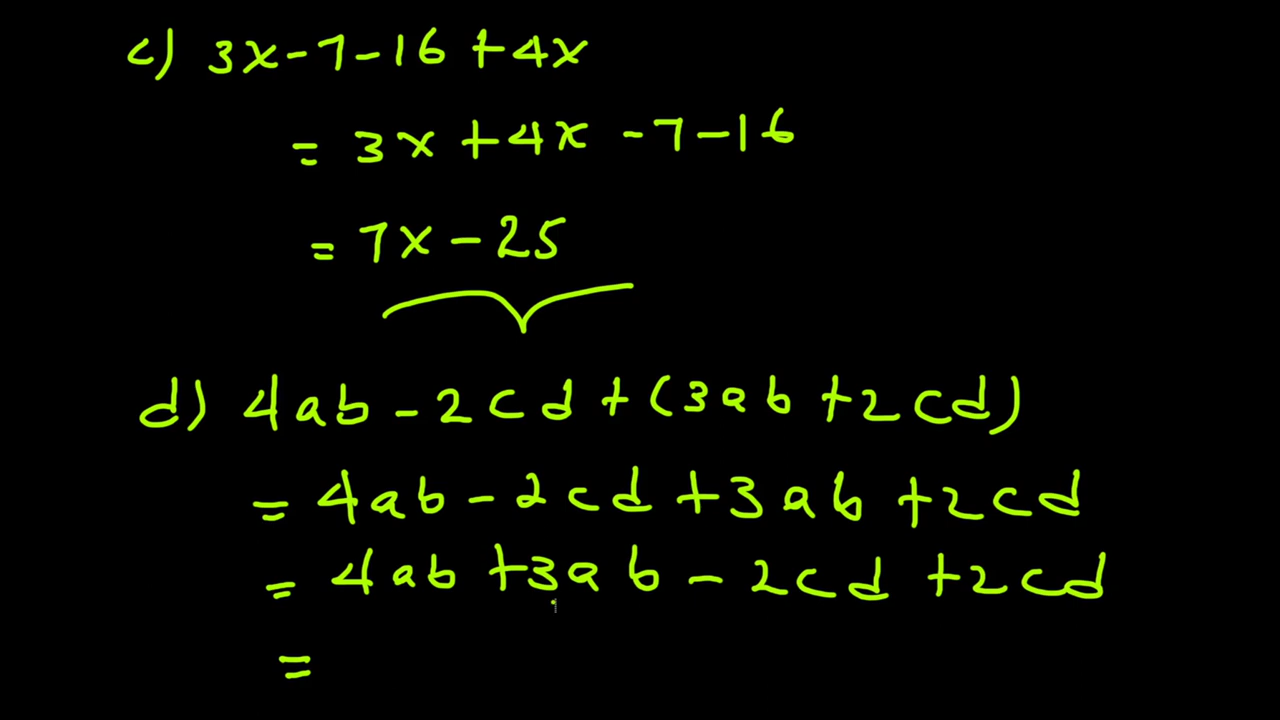 c) 3x-7-16+4x
= 3x+4x-7-16
= 7x-25
d) 4ab-2cd+(3ab+2cd)
= 4ab-2cd+3ab+2cd
= 4ab+3ab-2cd+2cd
=